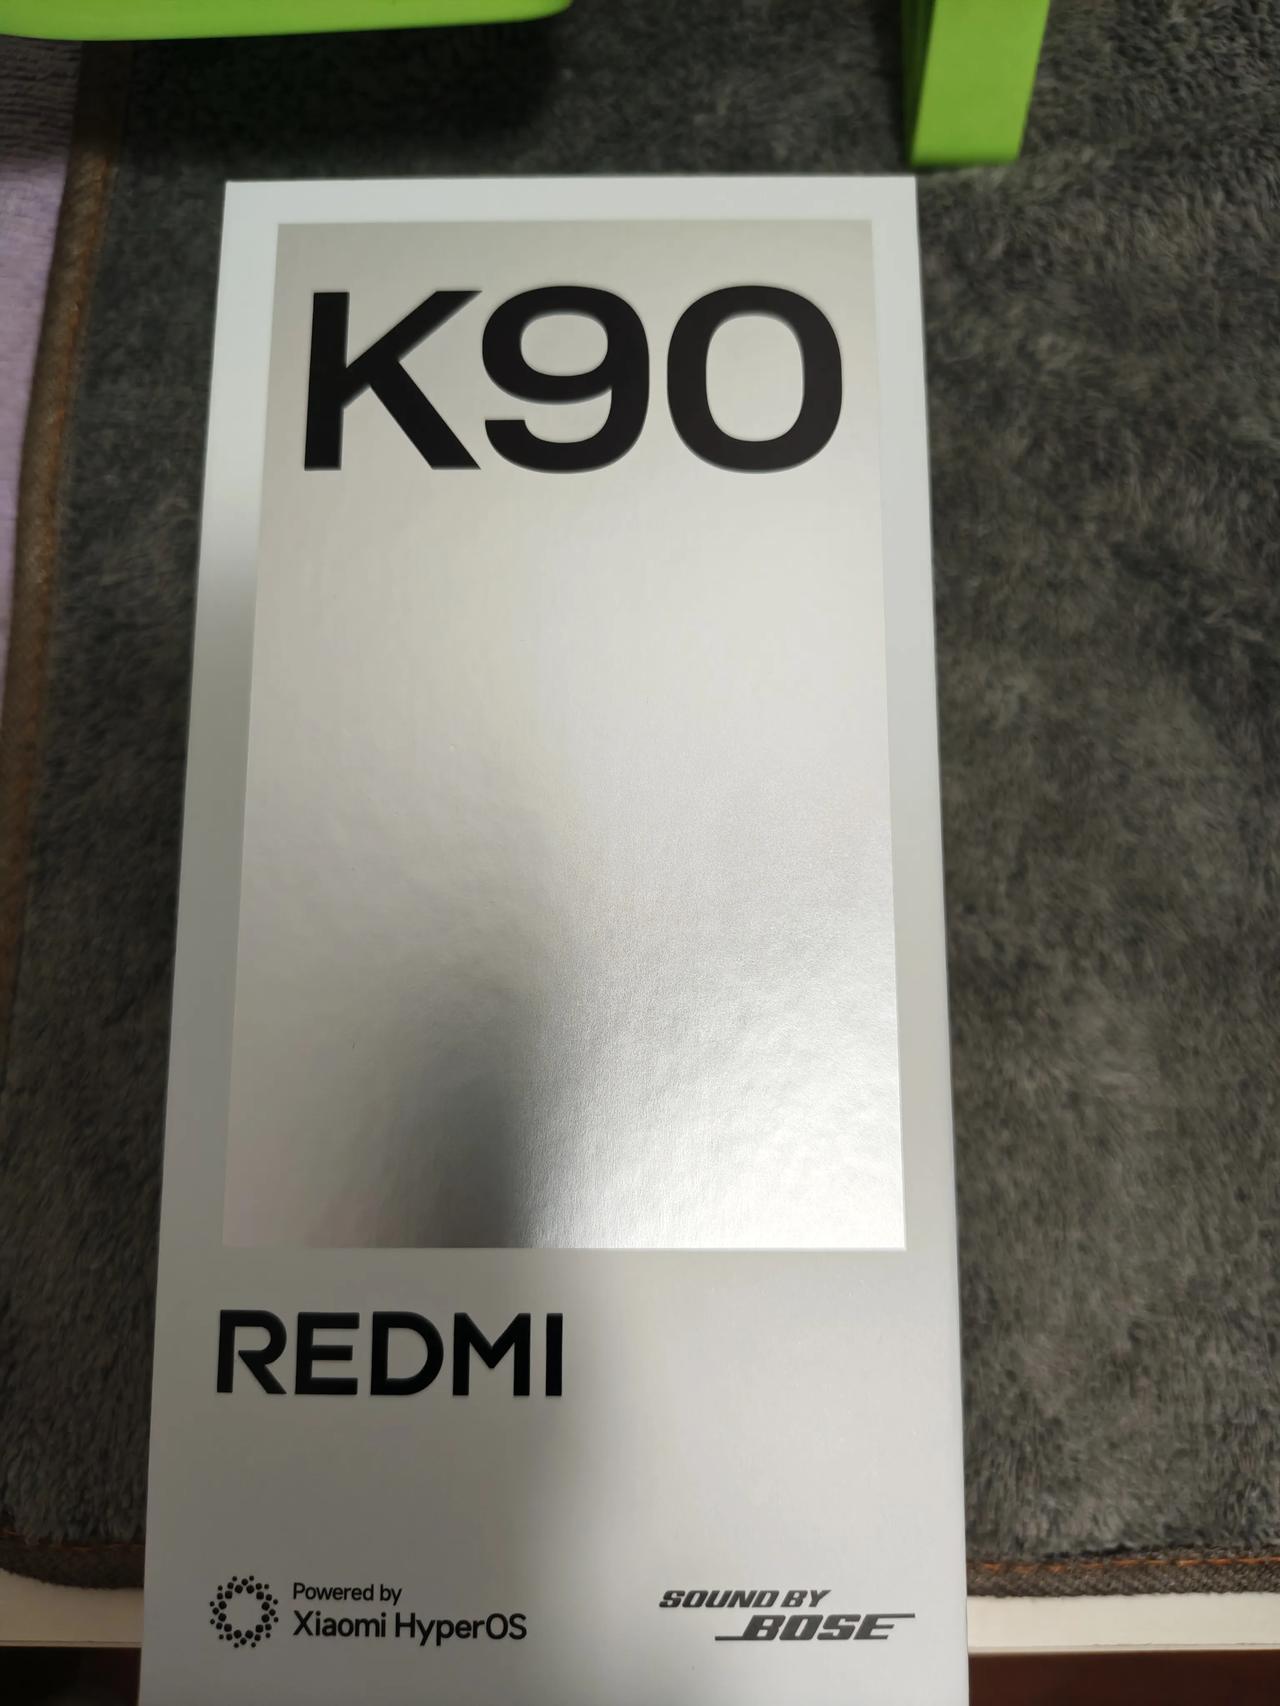 K90
REDMI
Powered by
Xiaomi HyperOS
SOUND BY
BOSE